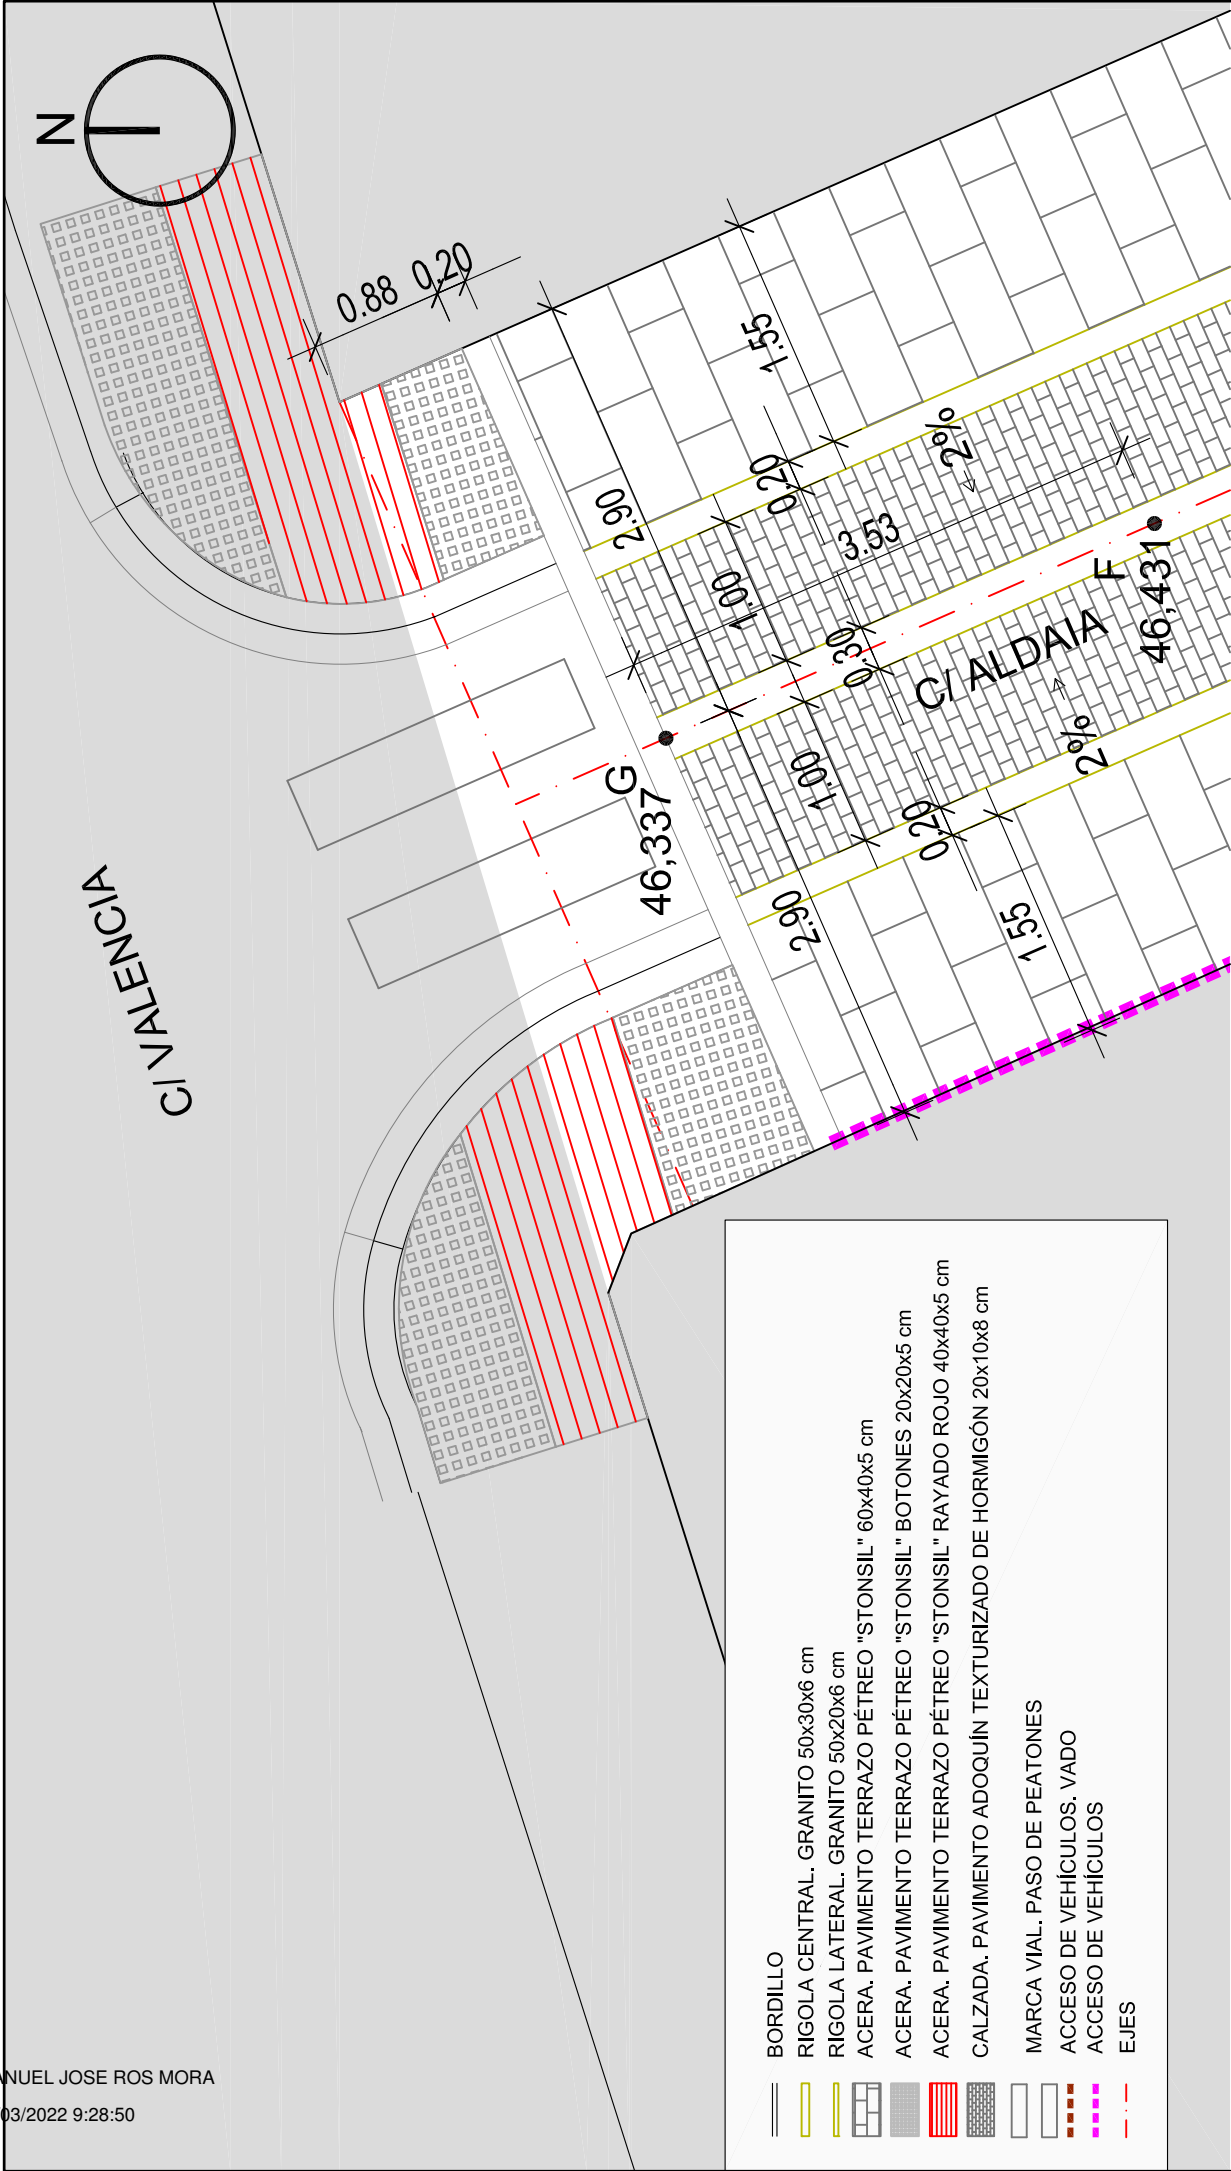 N
C/ VALENCIA
0.88
0.20
2.90
1.55
0.20
1.00
2%
3.53
0.30
C/ ALDAIA
F
46,431
G
46,337
1.00
0.20
2%
2.90
1.55
BORDILLO
RIGOLA CENTRAL. GRANITO 50x30x6 cm
RIGOLA LATERAL. GRANITO 50x20x6 cm
ACERA. PAVIMENTO TERRAZO PÉTREO "STONSIL" 60x40x5 cm
ACERA. PAVIMENTO TERRAZO PÉTREO "STONSIL" BOTONES 20x20x5 cm
ACERA. PAVIMENTO TERRAZO PÉTREO "STONSIL" RAYADO ROJO 40x40x5 cm
CALZADA. PAVIMENTO ADOQUÍN TEXTURIZADO DE HORMIGÓN 20x10x8 cm
MARCA VIAL. PASO DE PEATONES
ACCESO DE VEHÍCULOS. VADO
ACCESO DE VEHÍCULOS
EJES
ANUEL JOSE ROS MORA
03/2022 9:28:50